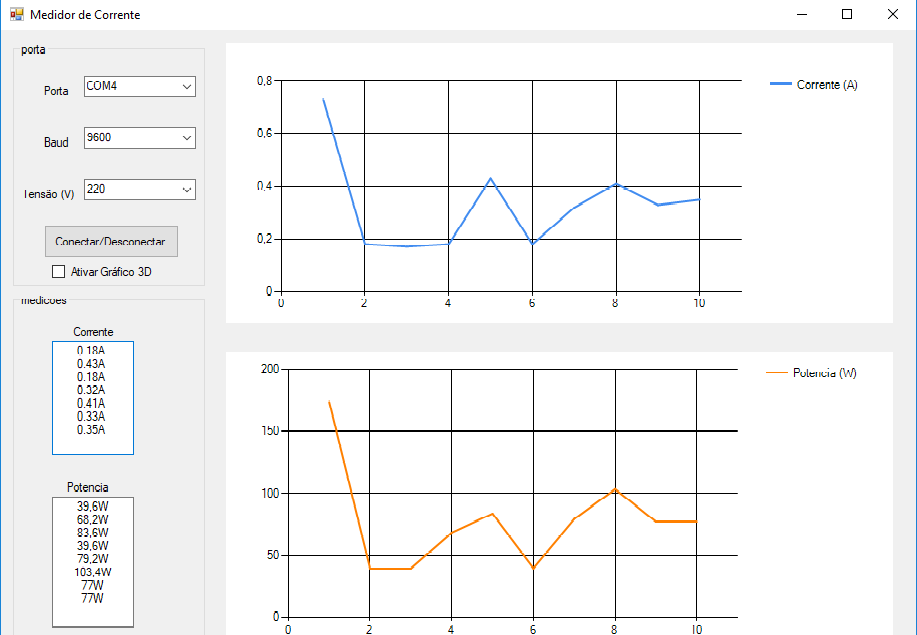 Medidor de Corrente
porta
Porta
COM4
Baud
9600
Tensão (V)
220
Conectar/Desconectar
Ativar Gráfico 3D
medicoes
Corrente
0.18A
0.43A
0.18A
0.32A
0.41A
0.33A
0.35A
Potencia
39,6W
68,2W
83,6W
39,6W
79,2W
103,4W
77W
77W
0.8
0.6
0.4
0.2
0
0 2 4 6 8 10
Corrente (A)
200
150
100
50
0
0 2 4 6 8 10
Potencia (W)